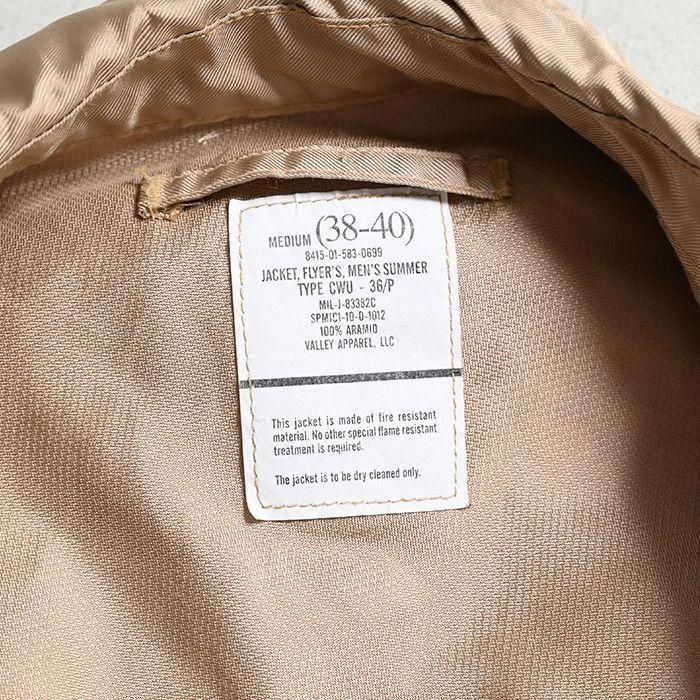 MEDIUM (38-40)
8415-01-583-0699
JACKET, FLYER'S, MEN'S SUMMER
TYPE CWU - 36/P
MIL-J-83382C
SPM1C1-10-D-1012
100% ARAMID
VALLEY APPAREL, LLC
This jacket is made of fire resistant
material. No other special flame resistant
treatment is required.
The jacket is to be dry cleaned only.